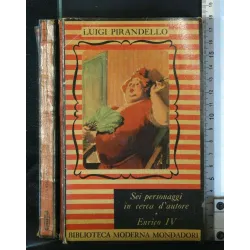 LUIGI PIRANDELLO
Sei personaggi
in cerca d'autore
Enrico IV
BIBLIOTECA MODERNA MONDADORI